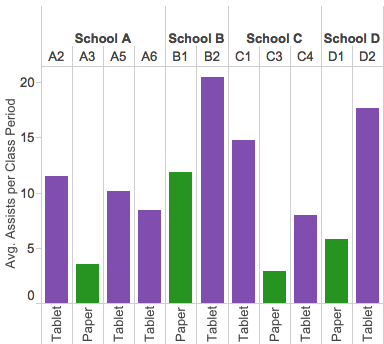 School A School B School C School D
A2 A3 A5 A6 B1 B2 C1 C3 C4 D1 D2
Avg. Assists per Class Period
20
15
10
5
0
Tablet Paper Tablet Tablet Paper Tablet Tablet Paper Tablet Paper Tablet